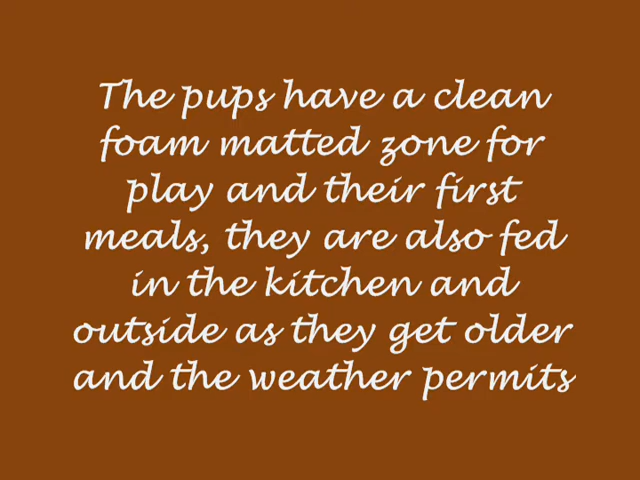 The pups have a clean
foam matted zone for
play and their first
meals, they are also fed
in the kitchen and
outside as they get older
and the weather permits